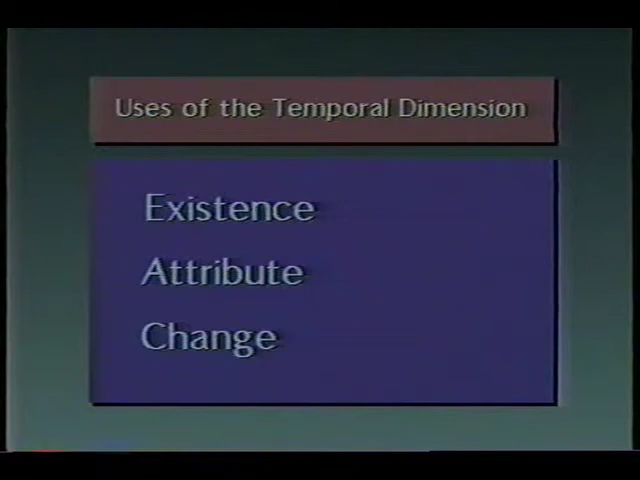 Uses of the Temporal Dimension
Existence
Attribute
Change